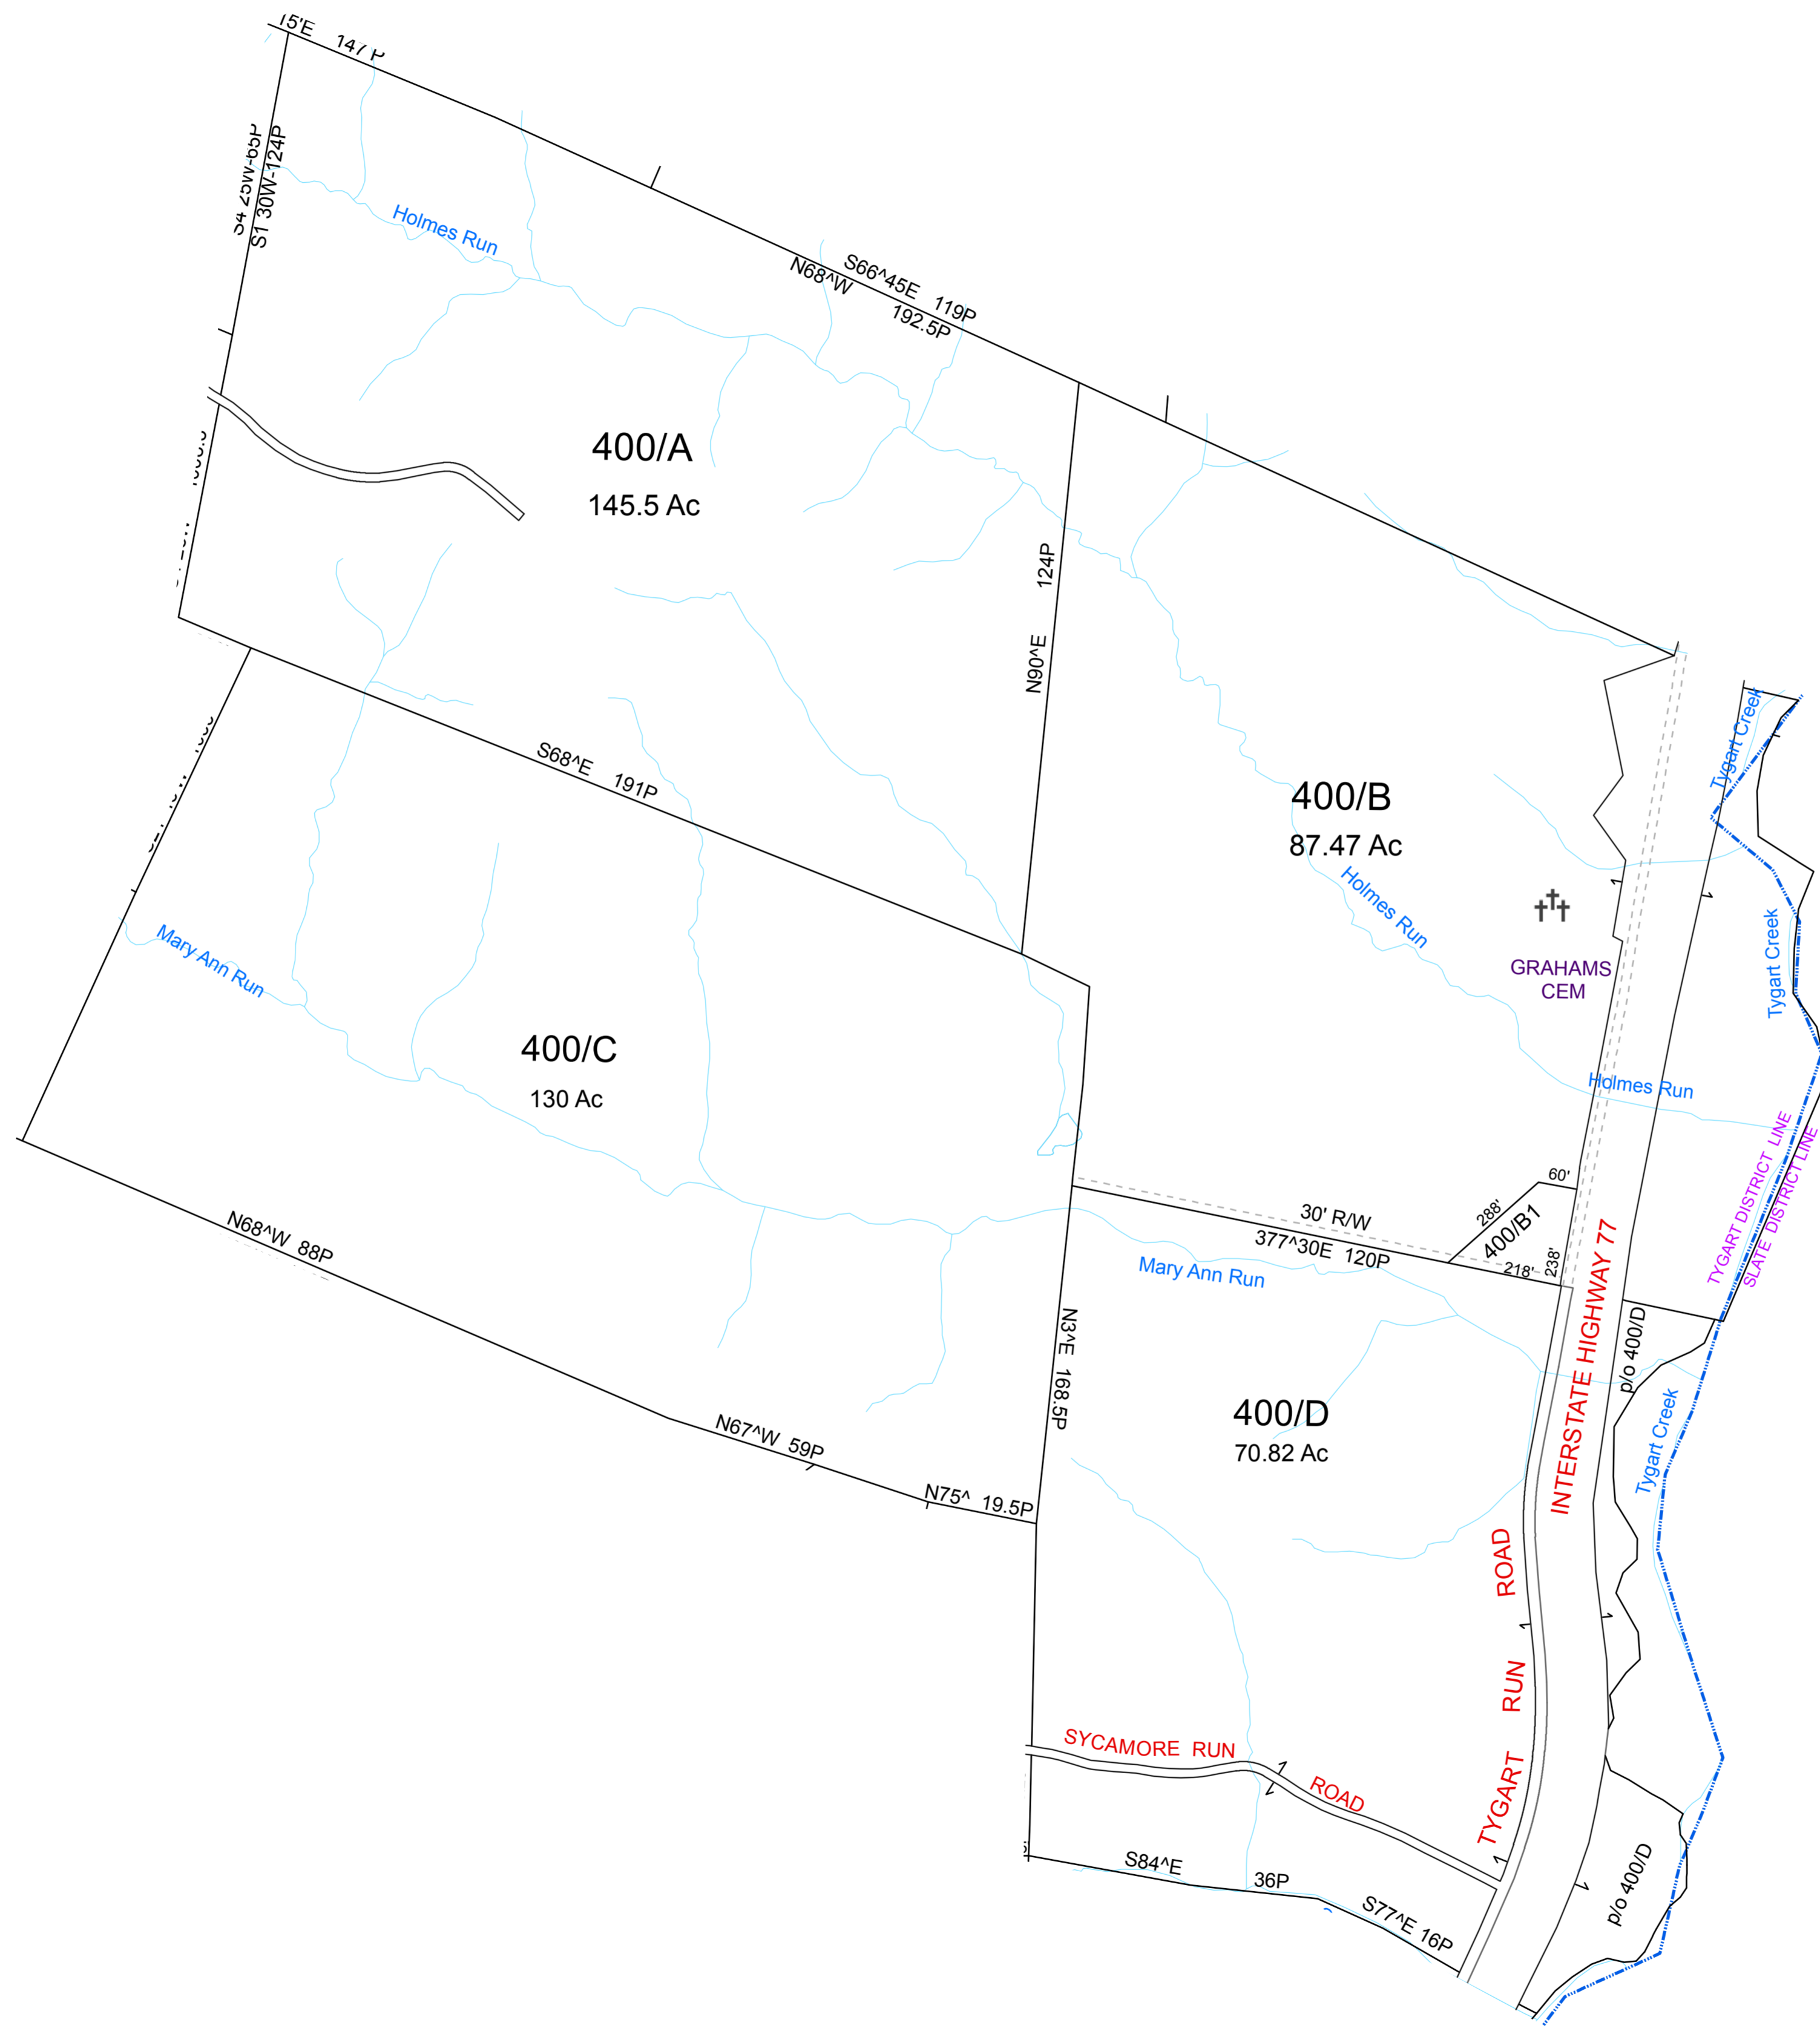 15'E 147 P
S4 25W-65P
S1 30W-124P
Holmes Run
S66^45E 119P
N68^W 192.5P
400/A
145.5 Ac
N90^E 124P
S68^E 191P
400/B
87.47 Ac
Holmes Run
GRAHAMS
CEM
Tygart Creek
Tygart Creek
Holmes Run
Mary Ann Run
400/C
130 Ac
TYGART DISTRICT LINE
SLATE DISTRICT LINE
60'
288'
400/B1
238'
218'
30' R/W
377^30E 120P
Mary Ann Run
N68^W 88P
INTERSTATE HIGHWAY 77
p/o 400/D
N3^E 168.5P
400/D
70.82 Ac
Tygart Creek
N67^W 59P
N75^ 19.5P
TYGART RUN ROAD
SYCAMORE RUN ROAD
S84^E 36P
S77^E 16P
p/o 400/D